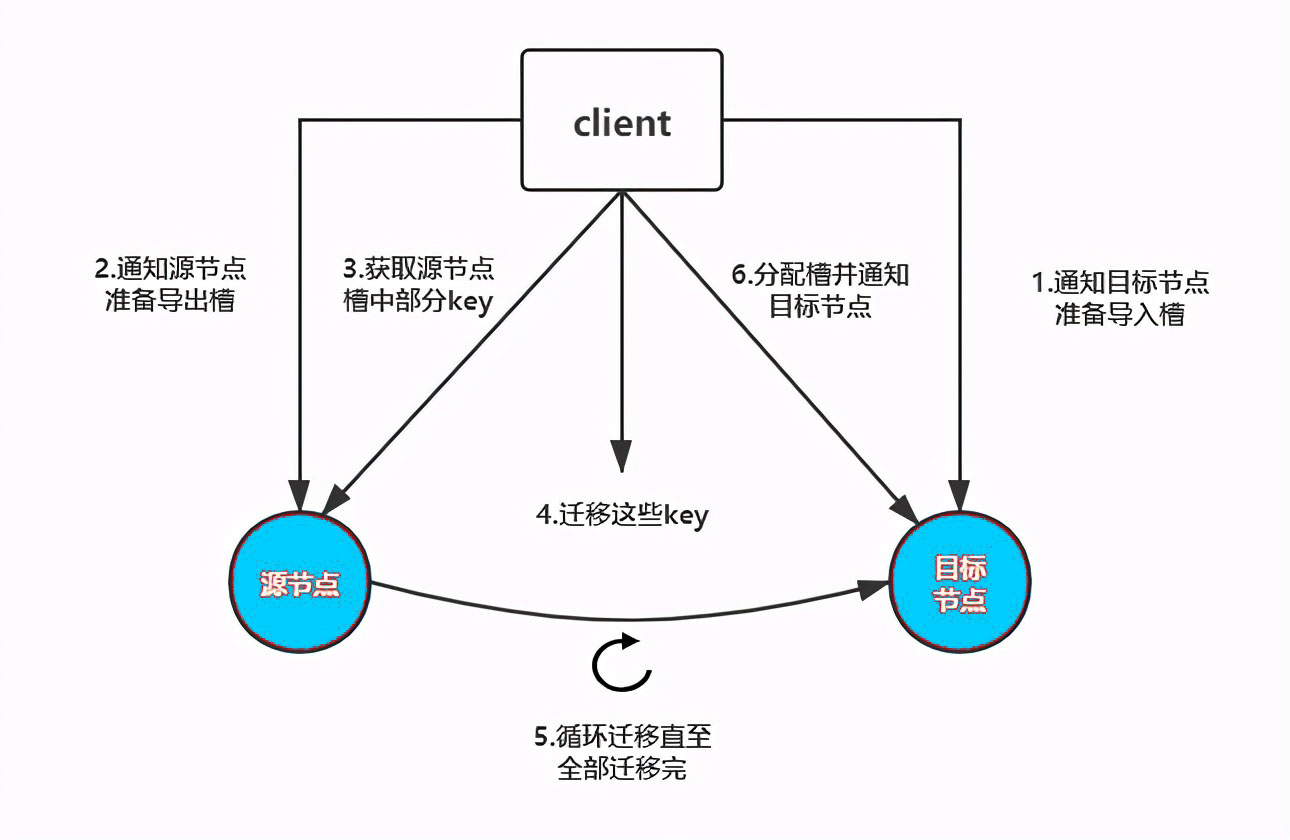 client
2.通知源节点
准备导出槽
3.获取源节点
槽中部分key
6.分配槽并通知
目标节点
1.通知目标节点
准备导入槽
4.迁移这些key
源节点
目标
节点
5.循环迁移直至
全部迁移完